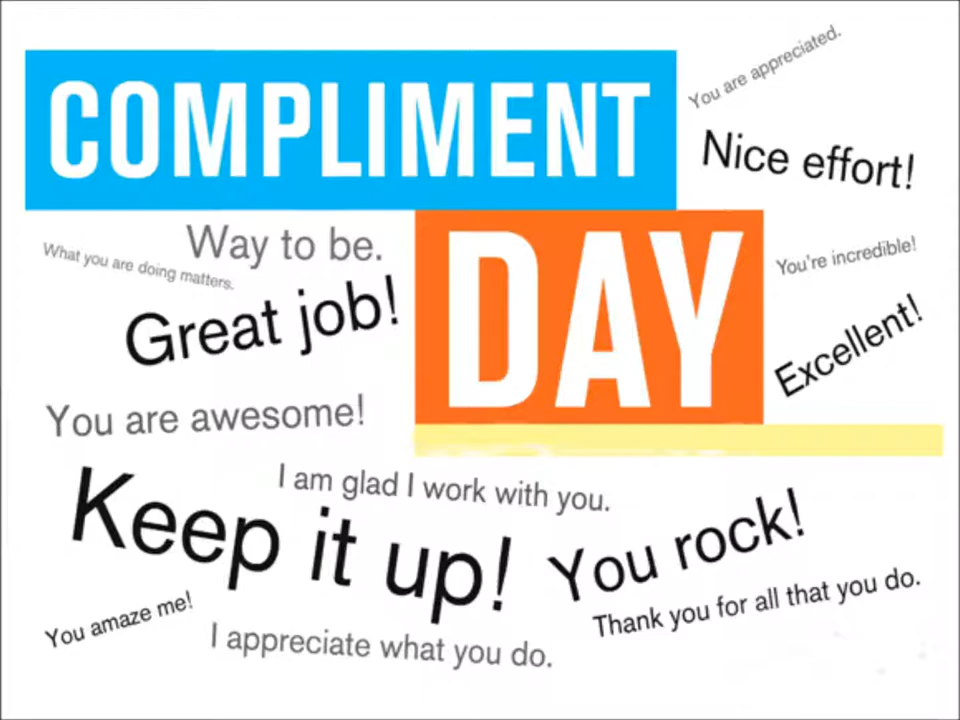 COMPLIMENT
DAY
You are appreciated.
Nice effort!
Way to be.
What you are doing matters.
Great job!
You're incredible!
Excellent!
You are awesome!
I am glad I work with you.
Keep it up!
You rock!
Thank you for all that you do.
You amaze me!
I appreciate what you do.